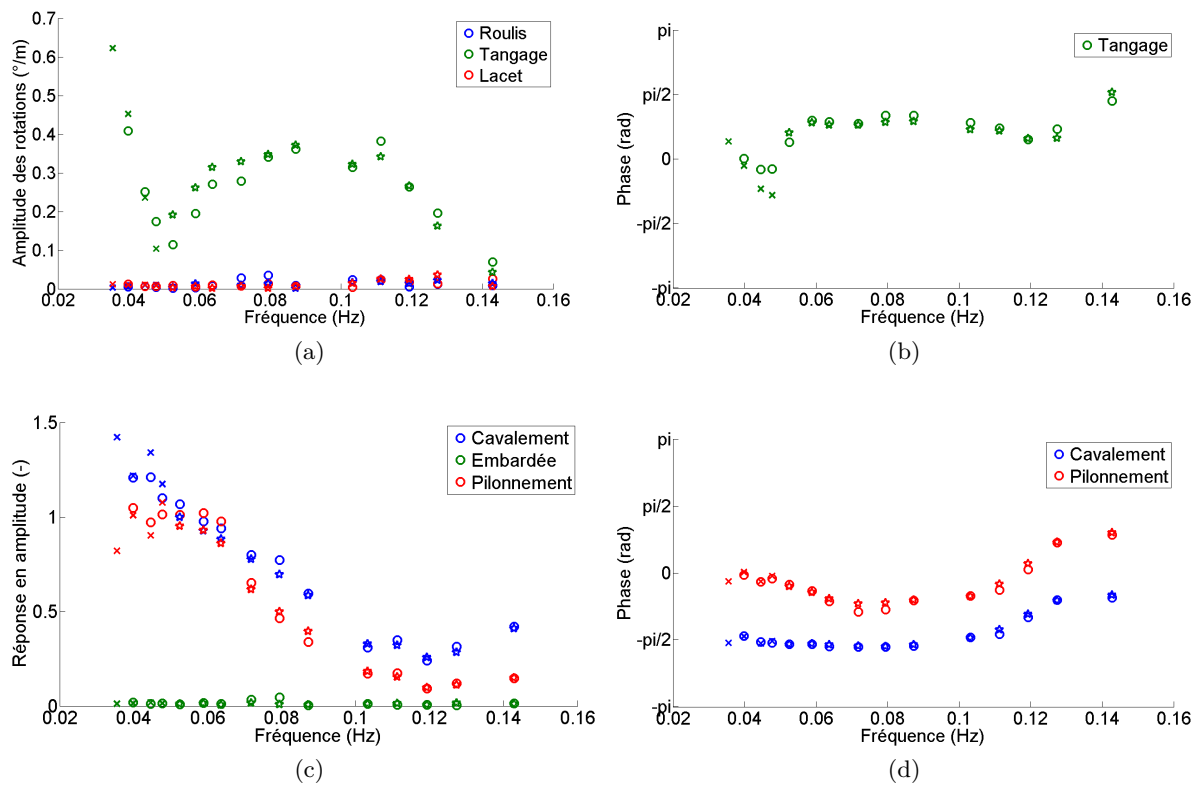 Amplitude des rotations (°/m)
0.7
0.6
0.5
0.4
0.3
0.2
0.1
0
0.02 0.04 0.06 0.08 0.1 0.12 0.14 0.16
Fréquence (Hz)
Roulis
Tangage
Lacet
(a)
Phase (rad)
pi
pi/2
0
-pi/2
-pi
0.02 0.04 0.06 0.08 0.1 0.12 0.14 0.16
Fréquence (Hz)
Tangage
(b)
Réponse en amplitude (-)
1.5
1
0.5
0
0.02 0.04 0.06 0.08 0.1 0.12 0.14 0.16
Fréquence (Hz)
Cavalement
Embardée
Pilonnement
(c)
Phase (rad)
pi
pi/2
0
-pi/2
-pi
0.02 0.04 0.06 0.08 0.1 0.12 0.14 0.16
Fréquence (Hz)
Cavalement
Pilonnement
(d)